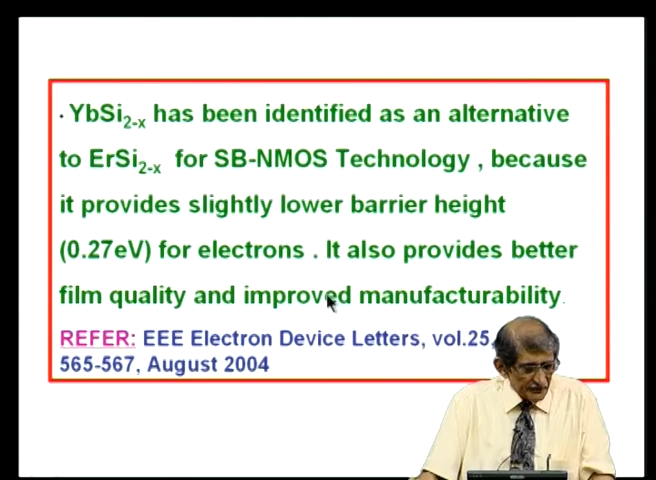 · YbSi2-x has been identified as an alternative
to ErSi2-x for SB-NMOS Technology , because
it provides slightly lower barrier height
(0.27eV) for electrons . It also provides better
film quality and improved manufacturability.
REFER: EEE Electron Device Letters, vol.25,
565-567, August 2004